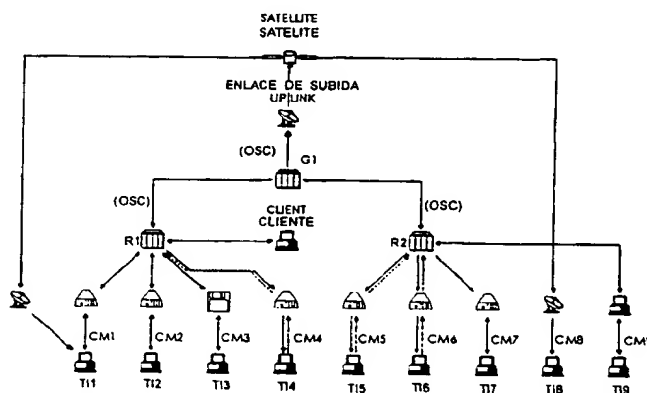 SATELLITE
SATELITE
ENLACE DE SUBIDA
UPLINK
(OSC)
G1
(OSC)
CLIENT
CLIENTE
(OSC)
R1
R2
CM1
CM2
CM3
CM4
CM5
CM6
CM7
CM8
CM9
TI1
TI2
TI3
TI4
TI5
TI6
TI7
TI8
TI9